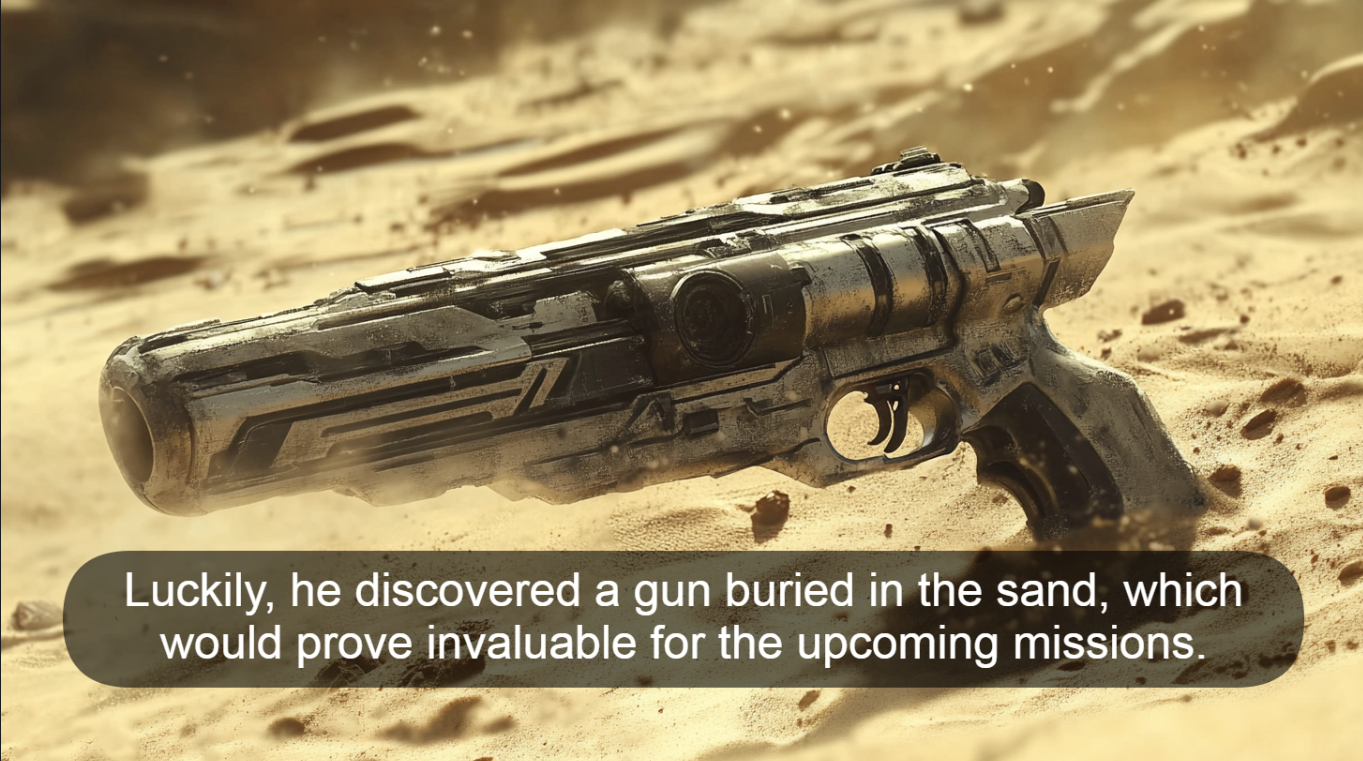 Luckily, he discovered a gun buried in the sand, which
would prove invaluable for the upcoming missions.